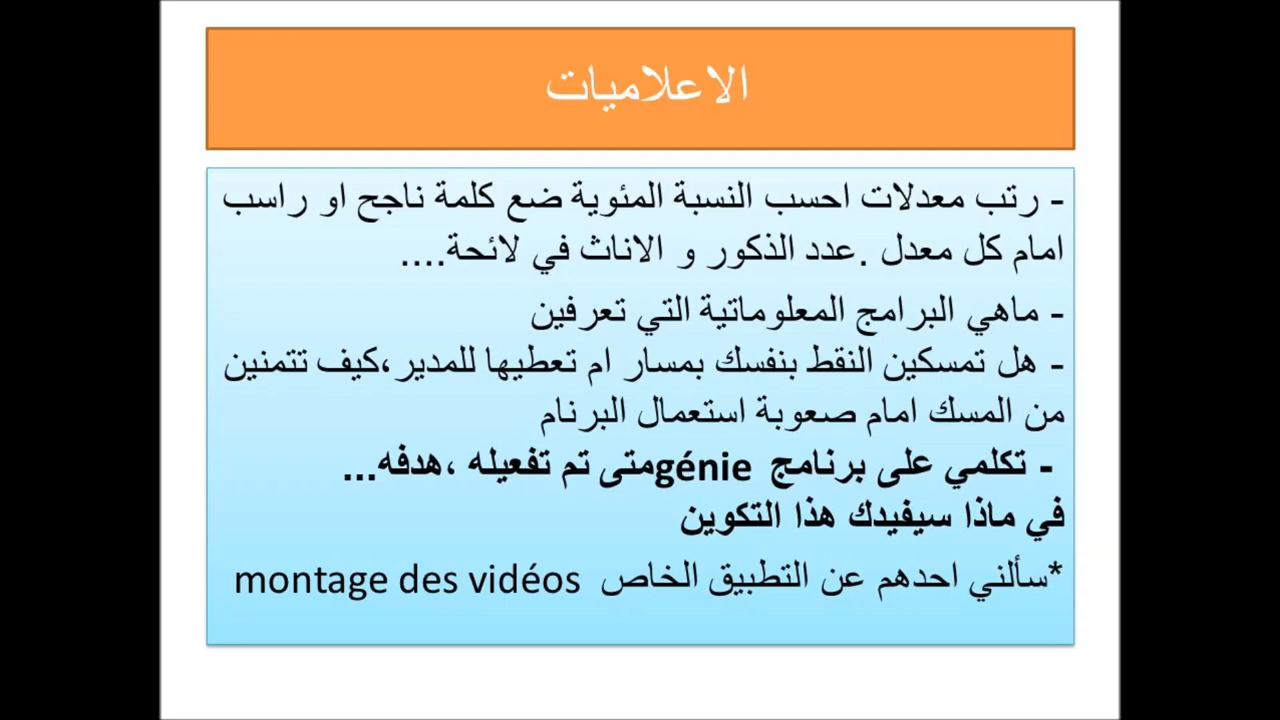 الاعلاميات
- رتب معدلات احسب النسبة المئوية ضع كلمة ناجح او راسب
امام كل معدل .عدد الذكور و الاناث في لائحة....
- ماهي البرامج المعلوماتية التي تعرفين
- هل تمسكين النقط بنفسك بمسار ام تعطيها للمدير،كيف تتمنين
من المسك امام صعوبة استعمال البرنام
- تكلمي على برنامج génieمتى تم تفعيله ،هدفه...
في ماذا سيفيدك هذا التكوين
*سألني احدهم عن التطبيق الخاص montage des vidéos